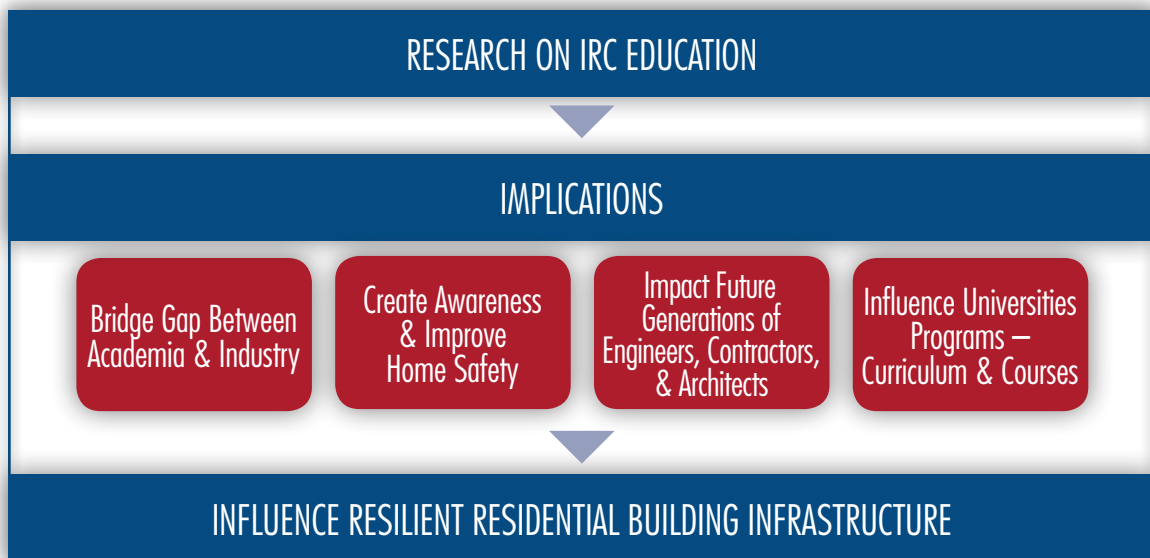 RESEARCH ON IRC EDUCATION
IMPLICATIONS
Bridge Gap Between
Academia & Industry
Create Awareness
& Improve
Home Safety
Impact Future
Generations of
Engineers, Contractors,
& Architects
Influence Universities
Programs –
Curriculum & Courses
INFLUENCE RESILIENT RESIDENTIAL BUILDING INFRASTRUCTURE